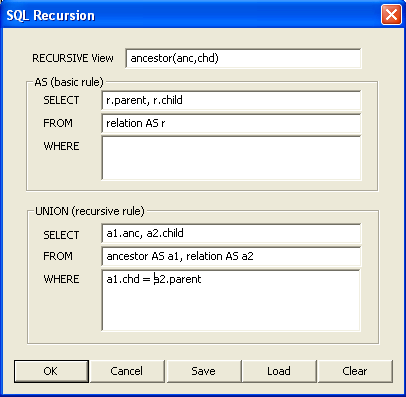 SQL Recursion
RECURSIVE View ancestor(anc,chd)
AS (basic rule)
SELECT r.parent, r.child
FROM relation AS r
WHERE
UNION (recursive rule)
SELECT a1.anc, a2.child
FROM ancestor AS a1, relation AS a2
WHERE a1.chd = a2.parent
OK Cancel Save Load Clear